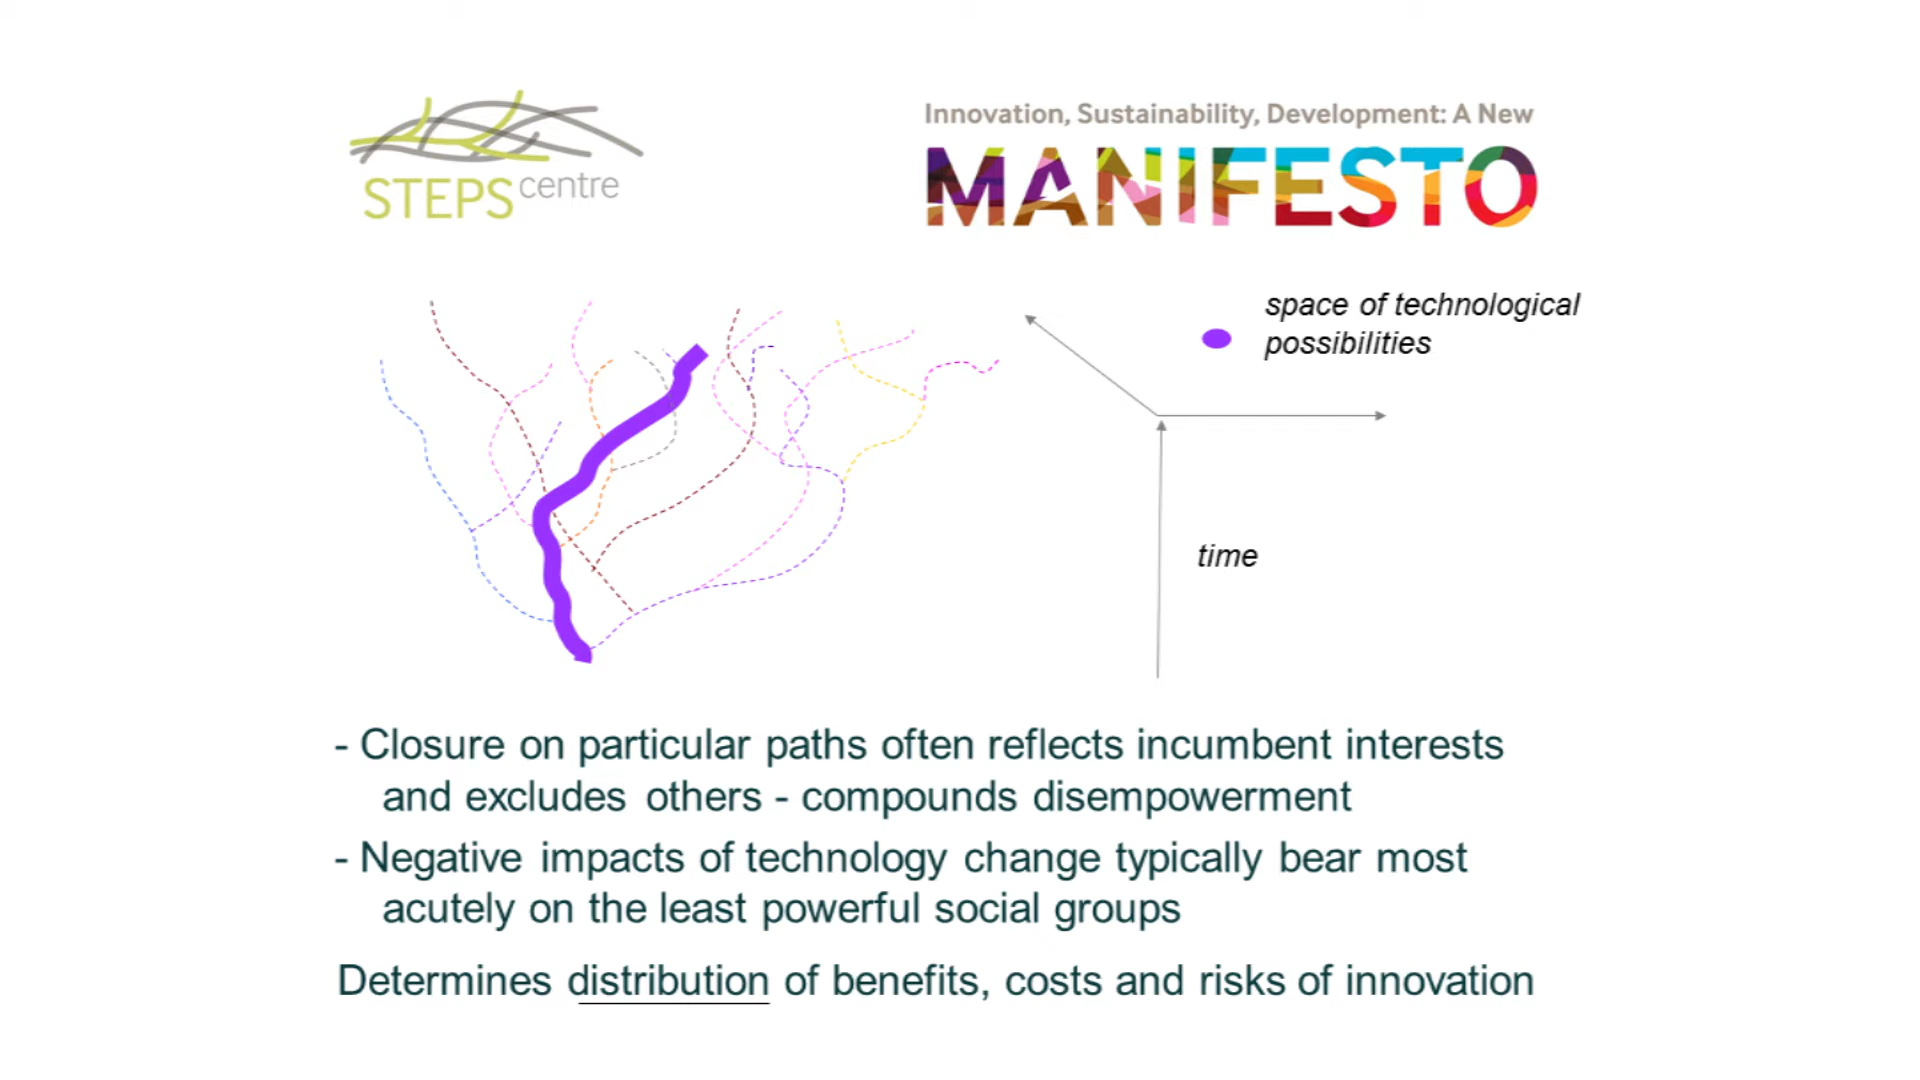 STEPS centre
Innovation, Sustainability, Development: A New
MANIFESTO
space of technological
possibilities
time
- Closure on particular paths often reflects incumbent interests
and excludes others - compounds disempowerment
- Negative impacts of technology change typically bear most
acutely on the least powerful social groups
Determines distribution of benefits, costs and risks of innovation